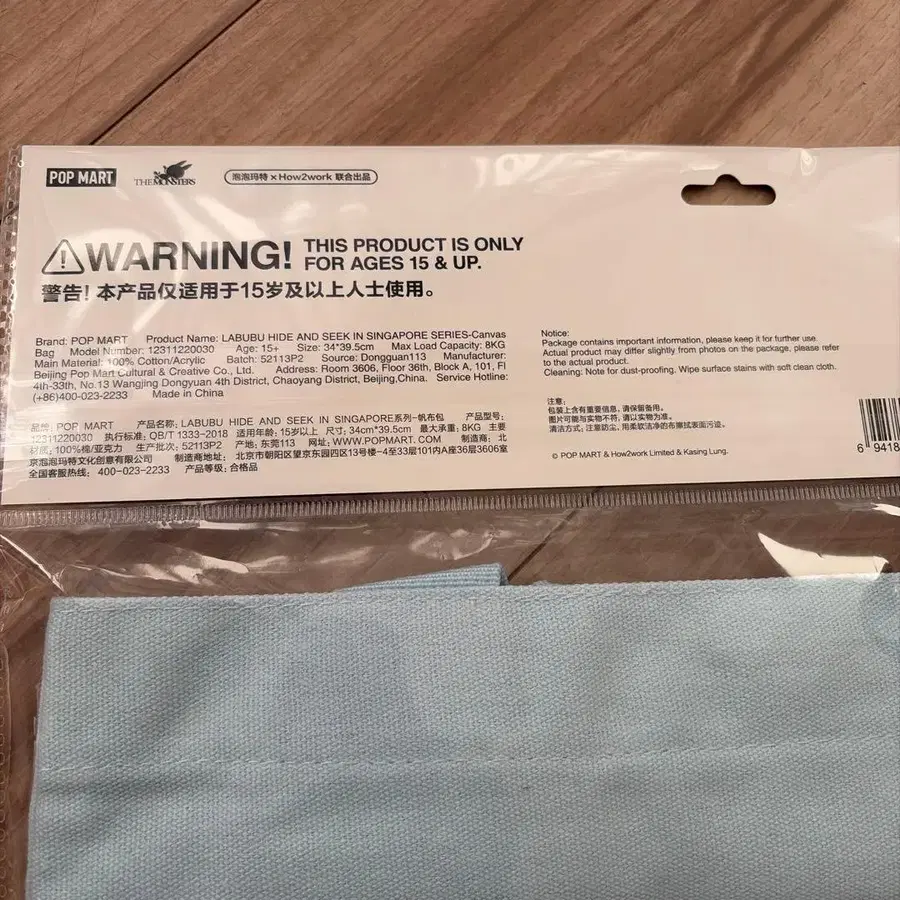 POP MART
THE MONSTERS
泡泡玛特 × How2work 联合出品
WARNING! THIS PRODUCT IS ONLY
FOR AGES 15 & UP.
警告! 本产品仅适用于15岁及以上人士使用。
Brand: POP MART Product Name: LABUBU HIDE AND SEEK IN SINGAPORE SERIES-Canvas
Bag Model Number: 12311220030 Age: 15+ Size: 34*39.5cm Max Load Capacity: 8KG
Main Material: 100% Cotton/Acrylic Batch: 52113P2 Source: Dongguan113 Manufacturer:
Beijing Pop Mart Cultural & Creative Co., Ltd. Address: Room 3606, Floor 36th, Block A, 101, Fl
4th-33th, No.13 Wangjing Dongyuan 4th District, Chaoyang District, Beijing,China. Service Hotline:
(+86)400-023-2233 Made in China
品牌: POP MART 产品名称: LABUBU HIDE AND SEEK IN SINGAPORE系列-帆布包 产品型号:
12311220030 执行标准: QB/T 1333-2018 适用年龄: 15岁及以上 尺寸: 34cm*39.5cm 最大承重: 8KG 主要
材质: 100%棉/亚克力 生产批次: 52113P2 产地: 东莞113 网址: WWW.POPMART.COM 制造商: 北
京泡泡玛特文化创意有限公司 制造商地址: 北京市朝阳区望京东园四区13号楼-4至33层101内A座36层3606室
全国客服热线: 400-023-2233 产品等级: 合格品
Notice:
Package contains important information, please keep it for further use.
Actual product may differ slightly from photos on the package, please refer
to the actual product.
Cleaning: Note for dust-proofing. Wipe surface stains with soft clean cloth.
注意:
包装上含有重要信息, 请保留备用。
图片可能与实物不符, 请以实物为准。
清洁方式: 注意防尘, 用柔软洁净的布擦拭表面污渍。
© POP MART & How2work Limited & Kasing Lung.
6 9418